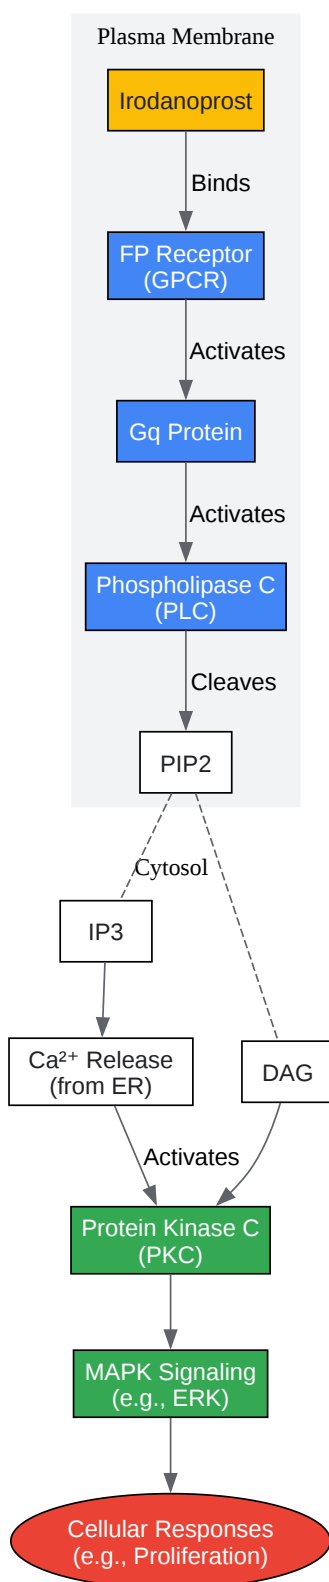 Plasma Membrane
Irodanoprost
Binds
FP Receptor
(GPCR)
Activates
Gq Protein
Activates
Phospholipase C
(PLC)
Cleaves
PIP2
Cytosol
IP3
Ca²⁺ Release
(from ER)
DAG
Activates
Protein Kinase C
(PKC)
MAPK Signaling
(e.g., ERK)
Cellular Responses
(e.g., Proliferation)